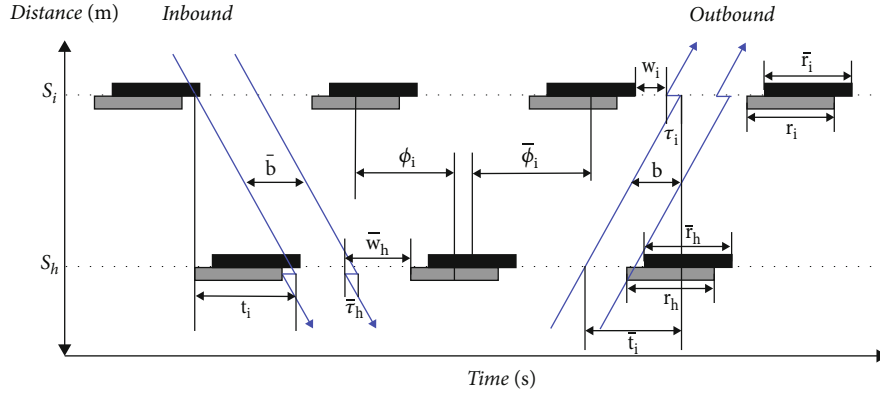 Distance (m)
Inbound
Outbound
S_i
w_i
r̄_i
r_i
τ_i
b̄
ϕ_i
ϕ̄_i
b
S_h
w̄_h
r̄_h
r_h
t_i
τ̄_h
t̄_i
Time (s)